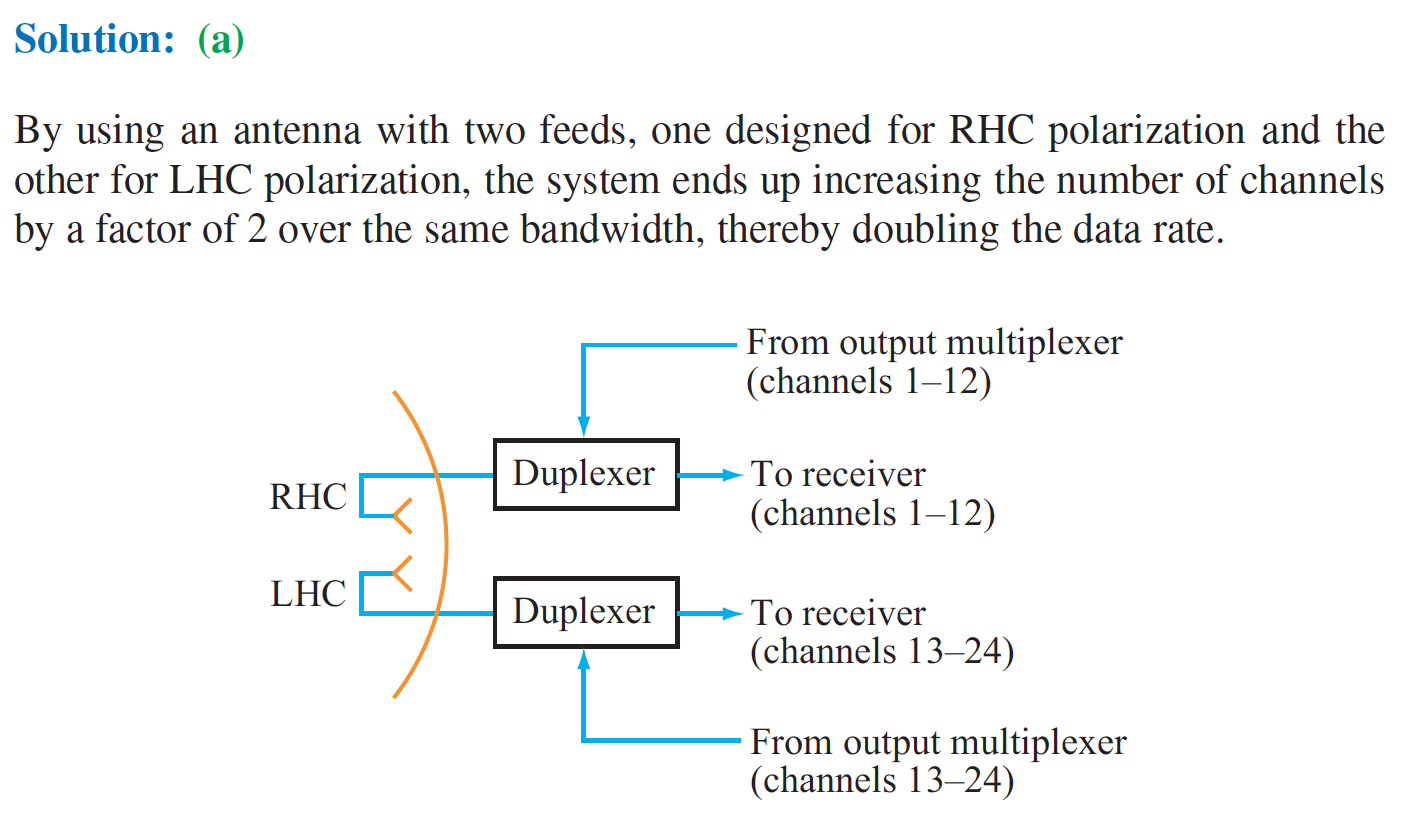 Solution: (a)
By using an antenna with two feeds, one designed for RHC polarization and the
other for LHC polarization, the system ends up increasing the number of channels
by a factor of 2 over the same bandwidth, thereby doubling the data rate.
From output multiplexer
(channels 1–12)
RHC
Duplexer
To receiver
(channels 1–12)
LHC
Duplexer
To receiver
(channels 13–24)
From output multiplexer
(channels 13–24)